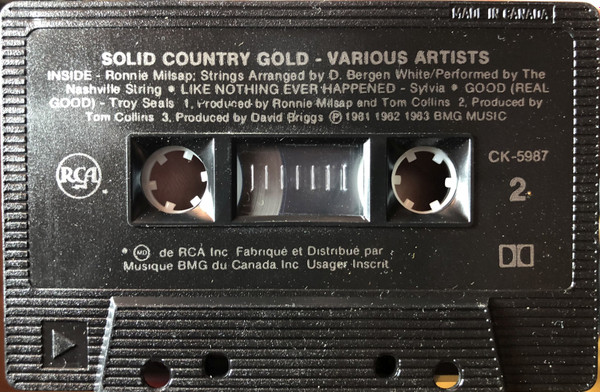 MADE IN CANADA
SOLID COUNTRY GOLD - VARIOUS ARTISTS
INSIDE - Ronnie Milsap; Strings Arranged by D. Bergen White/Performed by The
Nashville String • LIKE NOTHING EVER HAPPENED - Sylvia • GOOD (REAL
GOOD) - Troy Seals 1, Produced by Ronnie Milsap and Tom Collins 2, Produced by
Tom Collins 3, Produced by David Briggs ℗ 1981 1962 1963 BMG MUSIC
RCA
CK-5987
2
* MD de RCA Inc Fabriqué et Distribué par
Musique BMG du Canada Inc Usager Inscrit